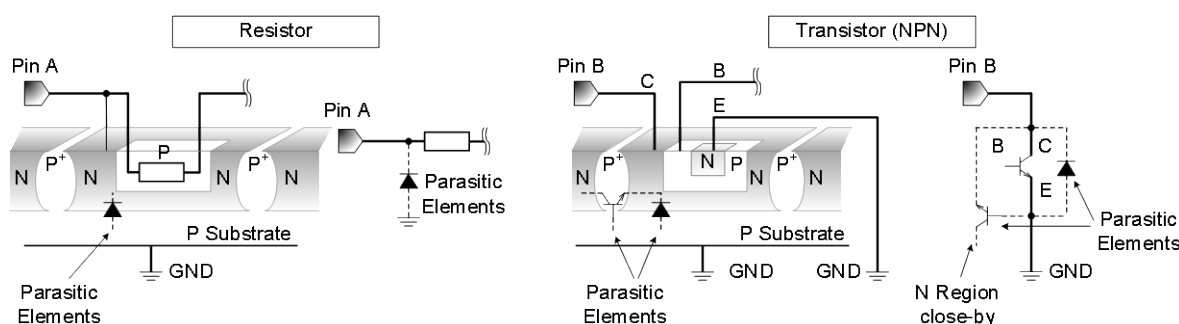 Resistor
Transistor (NPN)
Pin A
Pin A
N
P+
N
P
N
P+
N
Parasitic
Elements
P Substrate
GND
Parasitic
Elements
Pin B
C
B
E
N
P+
N
N
P
N
P+
N
P Substrate
GND
GND
Parasitic
Elements
Pin B
B
C
E
Parasitic
Elements
GND
N Region
close-by